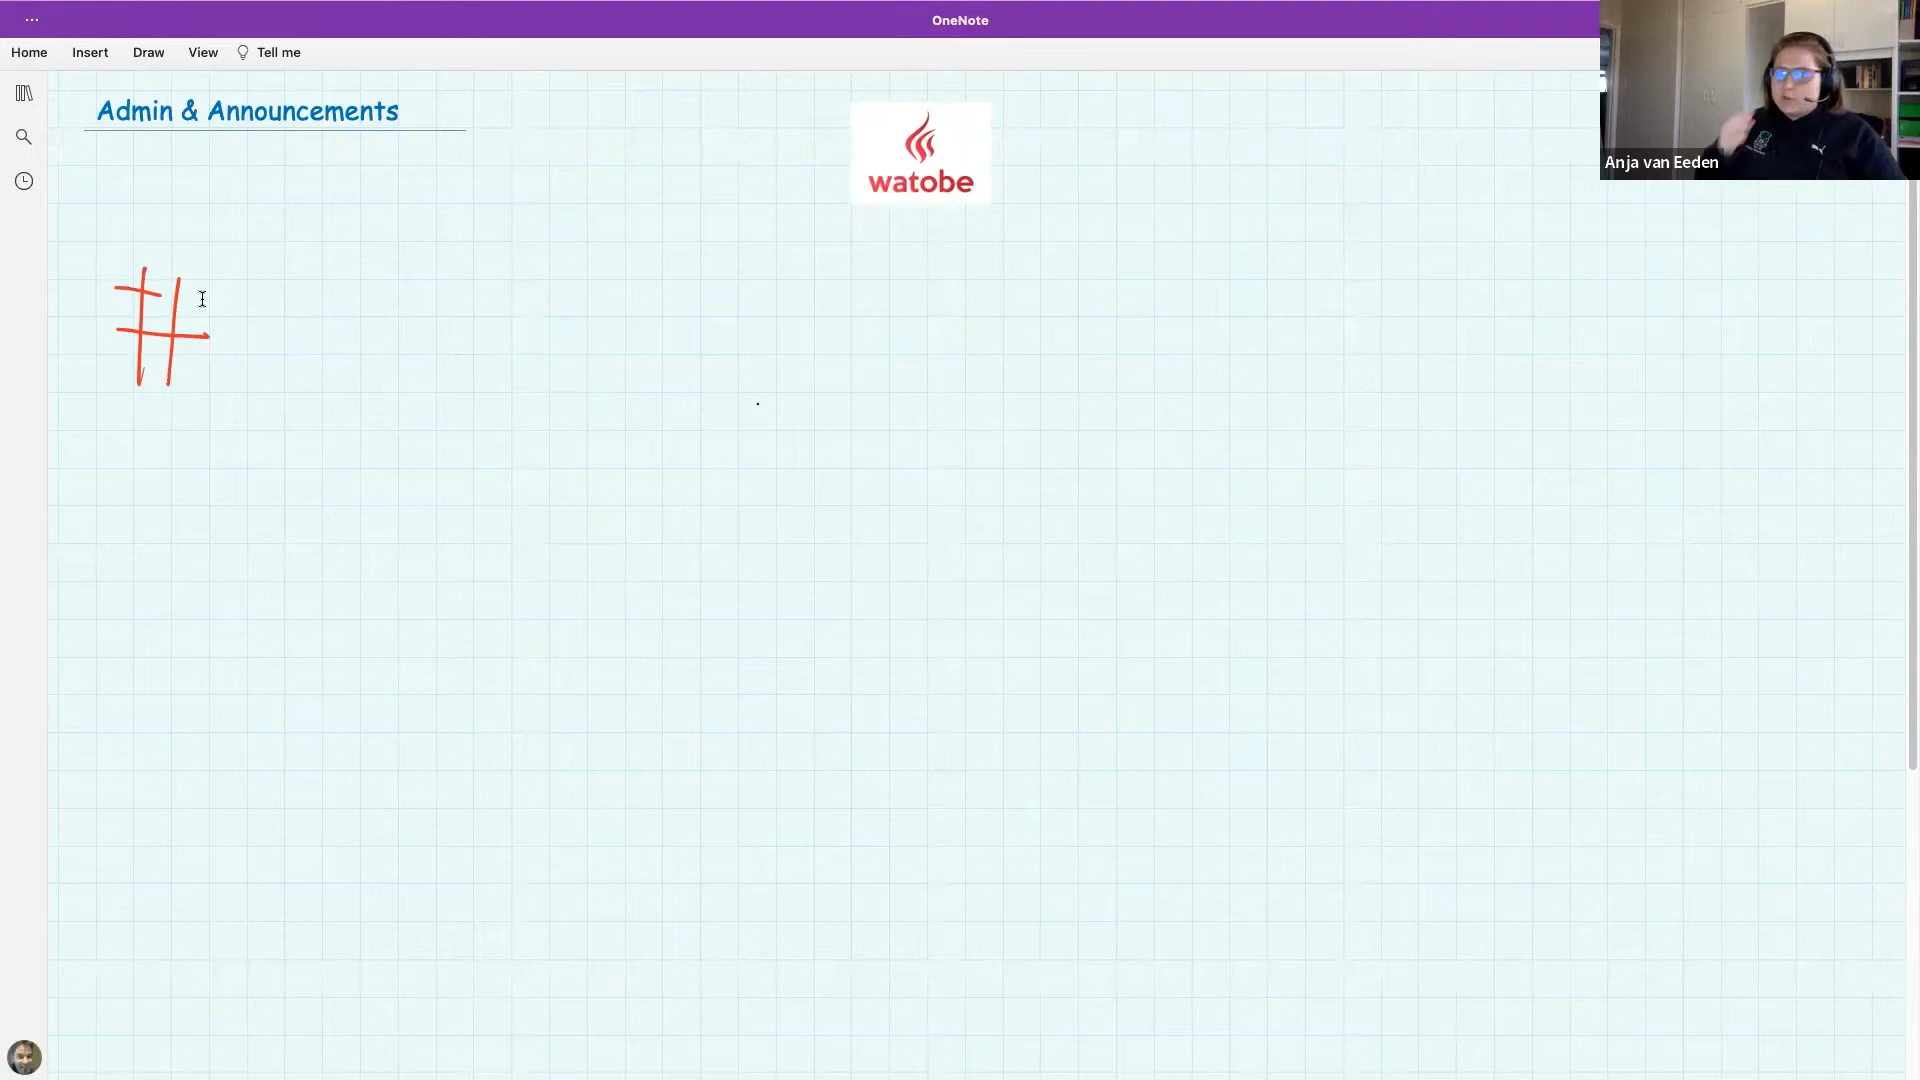 OneNote
Home Insert Draw View Tell me
Admin & Announcements
watobe
Anja van Eeden
#